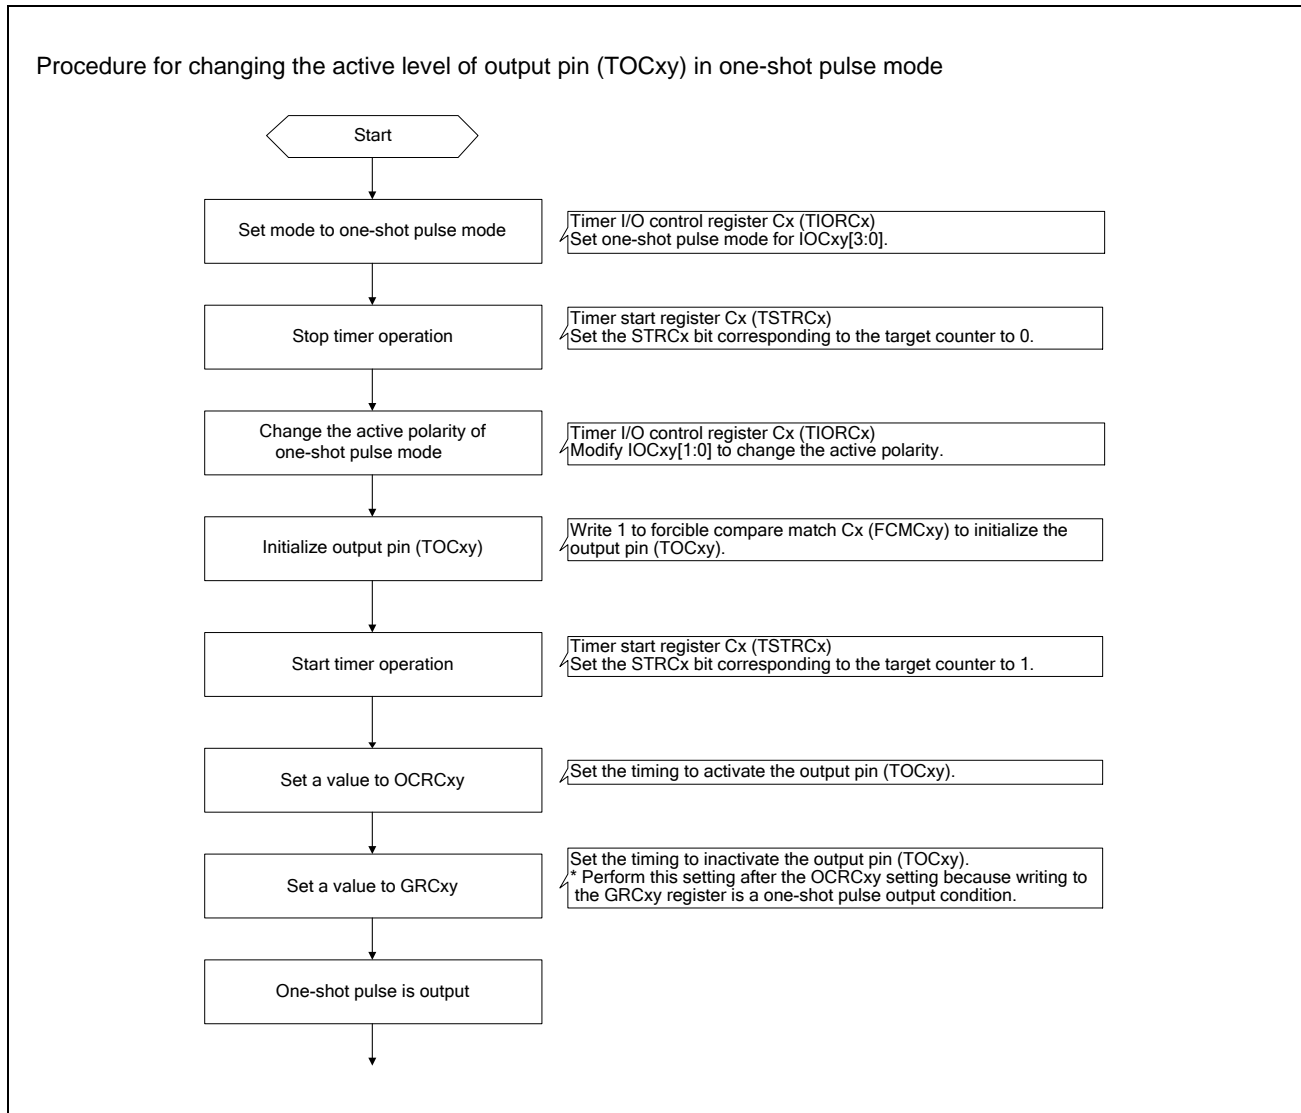 Procedure for changing the active level of output pin (TOCxy) in one-shot pulse mode
Start
Set mode to one-shot pulse mode
Timer I/O control register Cx (TIORCx)
Set one-shot pulse mode for IOCxy[3:0].
Stop timer operation
Timer start register Cx (TSTRCx)
Set the STRCx bit corresponding to the target counter to 0.
Change the active polarity of
one-shot pulse mode
Timer I/O control register Cx (TIORCx)
Modify IOCxy[1:0] to change the active polarity.
Initialize output pin (TOCxy)
Write 1 to forcible compare match Cx (FCMCxy) to initialize the
output pin (TOCxy).
Start timer operation
Timer start register Cx (TSTRCx)
Set the STRCx bit corresponding to the target counter to 1.
Set a value to OCRCxy
Set the timing to activate the output pin (TOCxy).
Set a value to GRCxy
Set the timing to inactivate the output pin (TOCxy).
* Perform this setting after the OCRCxy setting because writing to
the GRCxy register is a one-shot pulse output condition.
One-shot pulse is output